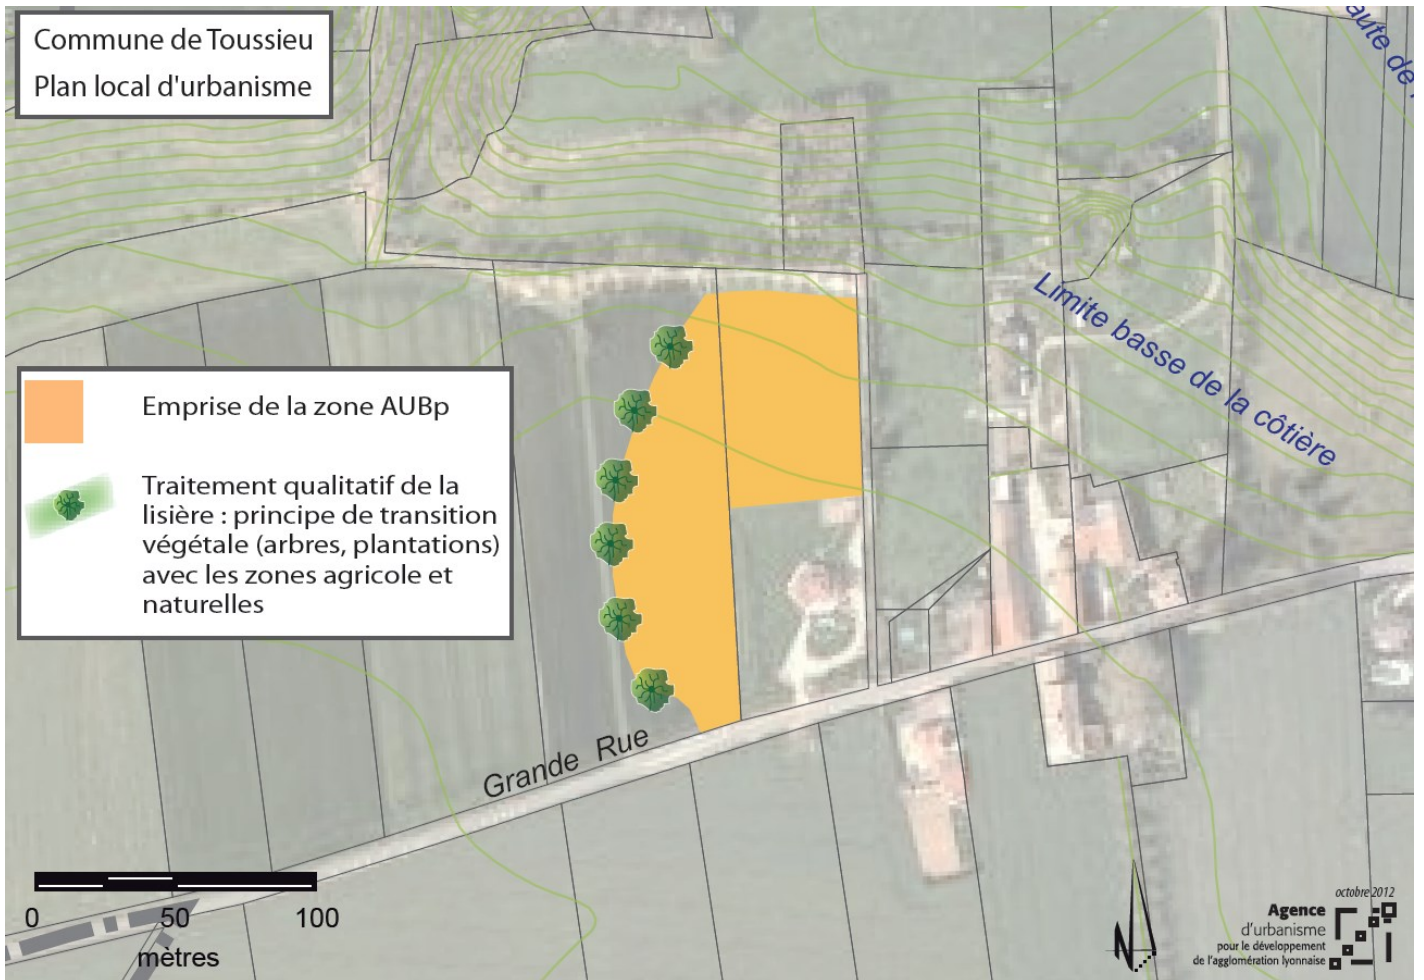 Commune de Toussieu
Plan local d'urbanisme
Limite basse de la côtière
Emprise de la zone AUBp
Traitement qualitatif de la
lisière : principe de transition
végétale (arbres, plantations)
avec les zones agricole et
naturelles
Grande Rue
0 50 100
mètres
N
octobre 2012
Agence
d'urbanisme
pour le développement
de l'agglomération lyonnaise